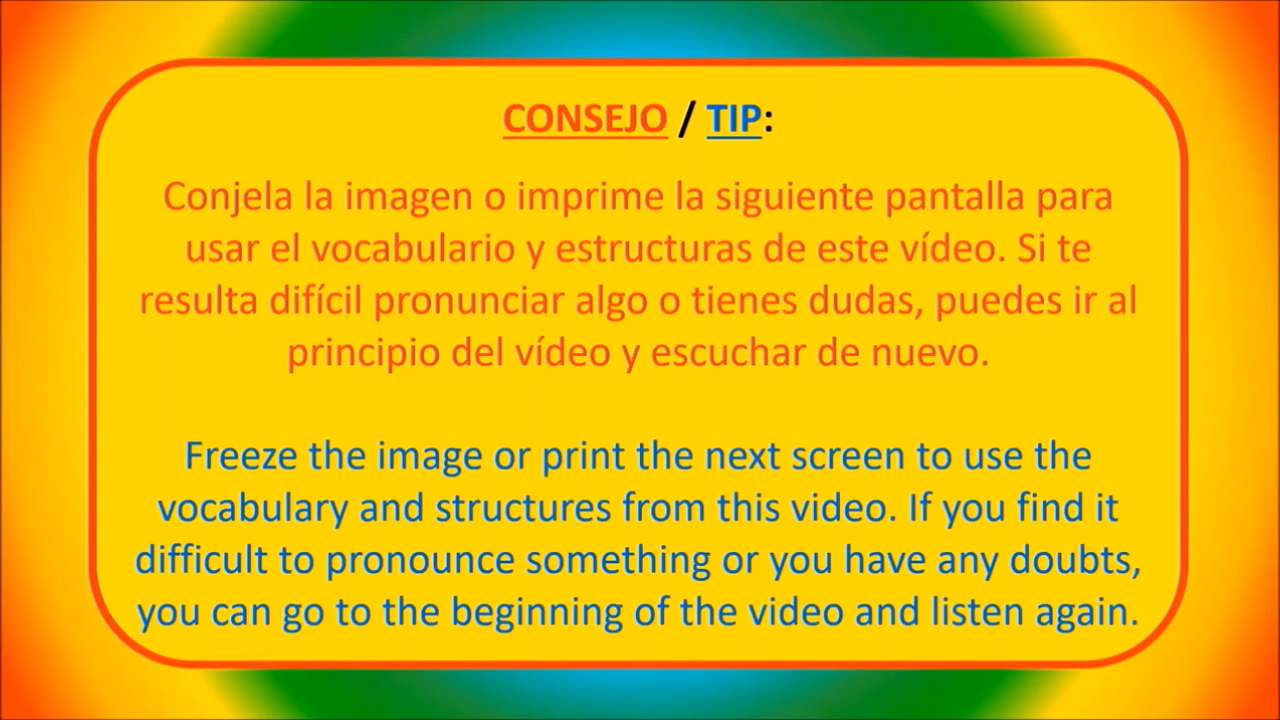 CONSEJO / TIP:
Conjela la imagen o imprime la siguiente pantalla para
usar el vocabulario y estructuras de este vídeo. Si te
resulta difícil pronunciar algo o tienes dudas, puedes ir al
principio del vídeo y escuchar de nuevo.
Freeze the image or print the next screen to use the
vocabulary and structures from this video. If you find it
difficult to pronounce something or you have any doubts,
you can go to the beginning of the video and listen again.